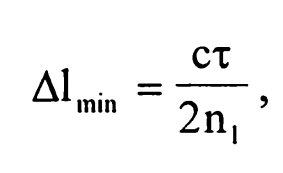 Δl_min = cτ / 2n_1 ,